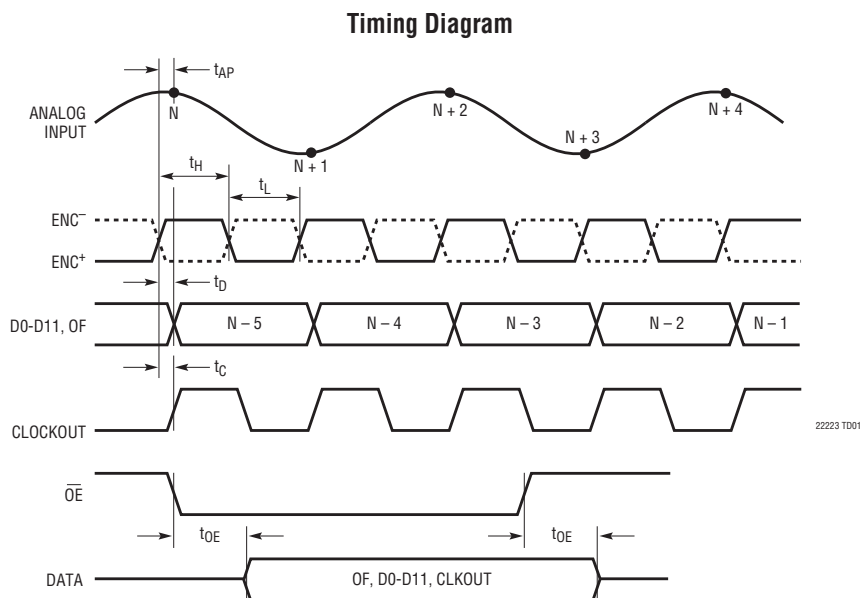 Timing Diagram
tAP
ANALOG
INPUT
N
N + 1
N + 2
N + 3
N + 4
tH
tL
ENC–
ENC+
tD
D0-D11, OF
N – 5
N – 4
N – 3
N – 2
N – 1
tC
CLOCKOUT
22223 TD01
OE
tOE
tOE
DATA
OF, D0-D11, CLKOUT